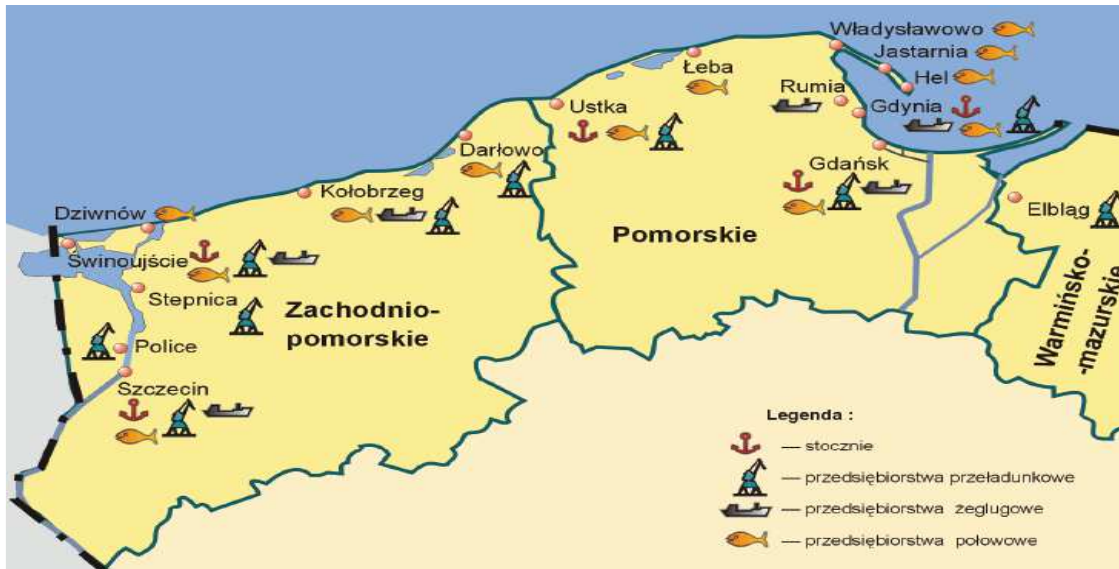 Władysławowo
Jastarnia
Hel
Łeba
Rumia
Gdynia
Ustka
Darłowo
Gdańsk
Kołobrzeg
Dziwnów
Elbląg
Świnoujście
Pomorskie
Stepnica
Zachodnio-
pomorskie
Warmińsko-
-mazurskie
Police
Szczecin
Legenda :
— stocznie
— przedsiębiorstwa przeładunkowe
— przedsiębiorstwa żeglugowe
— przedsiębiorstwa połowowe